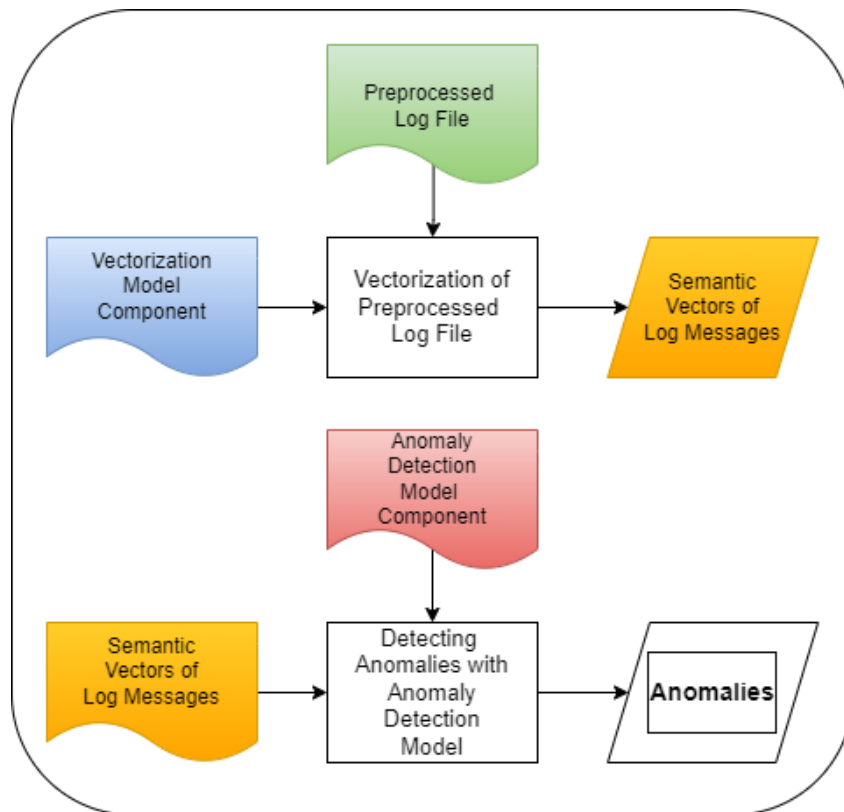 Preprocessed
Log File
Vectorization
Model
Component
Vectorization of
Preprocessed
Log File
Semantic
Vectors of
Log Messages
Anomaly
Detection
Model
Component
Semantic
Vectors of
Log Messages
Detecting
Anomalies with
Anomaly
Detection
Model
Anomalies